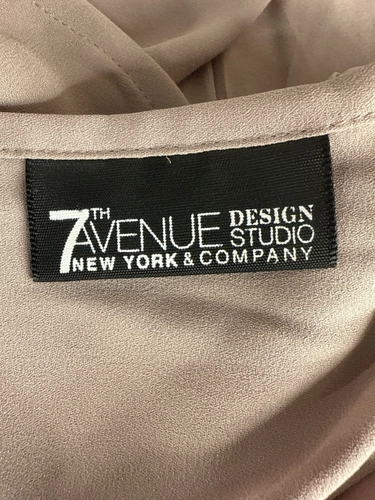 7TH AVENUE DESIGN STUDIO
NEW YORK & COMPANY